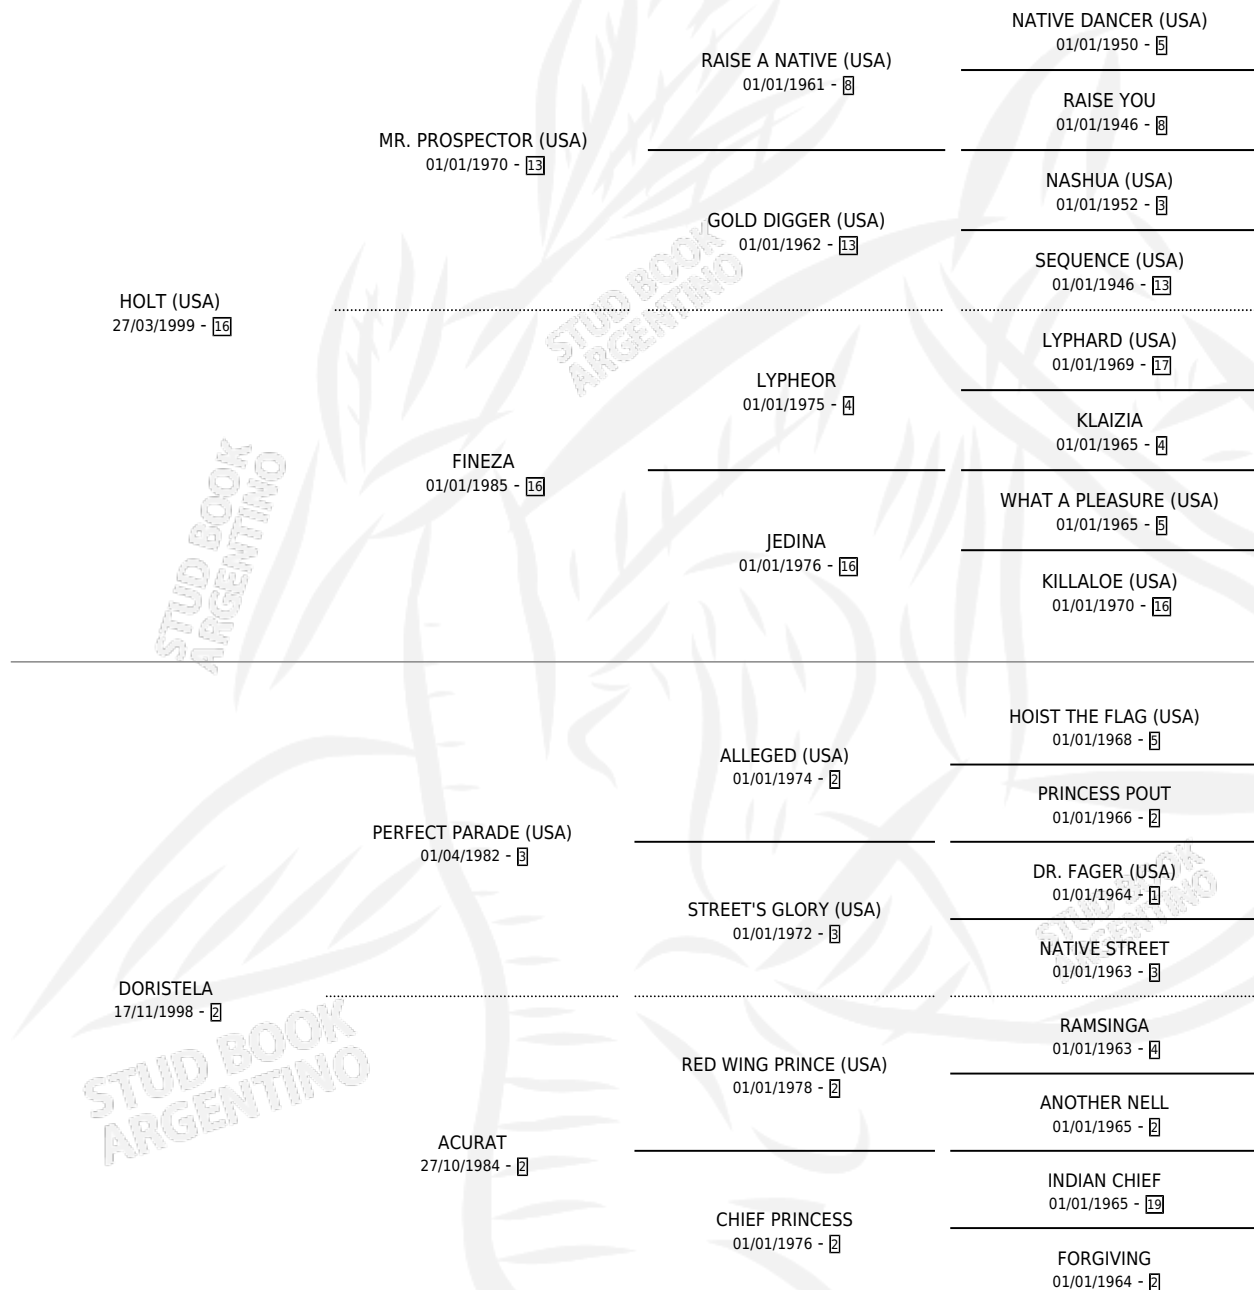 NATIVE DANCER (USA)
01/01/1950 - 5
RAISE A NATIVE (USA)
01/01/1961 - 8
RAISE YOU
01/01/1946 - 8
MR. PROSPECTOR (USA)
01/01/1970 - 13
NASHUA (USA)
01/01/1952 - 3
GOLD DIGGER (USA)
01/01/1962 - 13
SEQUENCE (USA)
01/01/1946 - 13
HOLT (USA)
27/03/1999 - 16
STUD BOOK
ARGENTINO
LYPHARD (USA)
01/01/1969 - 17
LYPHEOR
01/01/1975 - 4
KLAIZIA
01/01/1965 - 4
FINEZA
01/01/1985 - 16
WHAT A PLEASURE (USA)
01/01/1965 - 5
JEDINA
01/01/1976 - 16
KILLALOE (USA)
01/01/1970 - 16
STUD BOOK
ARGENTINO
HOIST THE FLAG (USA)
01/01/1968 - 5
ALLEGED (USA)
01/01/1974 - 2
PRINCESS POUT
01/01/1966 - 2
PERFECT PARADE (USA)
01/04/1982 - 3
DR. FAGER (USA)
01/01/1964 - 1
STREET'S GLORY (USA)
01/01/1972 - 3
NATIVE STREET
01/01/1963 - 3
STUD BOOK
ARGENTINO
DORISTELA
17/11/1998 - 2
RAMSINGA
01/01/1963 - 4
RED WING PRINCE (USA)
01/01/1978 - 2
ANOTHER NELL
01/01/1965 - 2
STUD BOOK
ARGENTINO
ACURAT
27/10/1984 - 2
INDIAN CHIEF
01/01/1965 - 19
CHIEF PRINCESS
01/01/1976 - 2
FORGIVING
01/01/1964 - 2